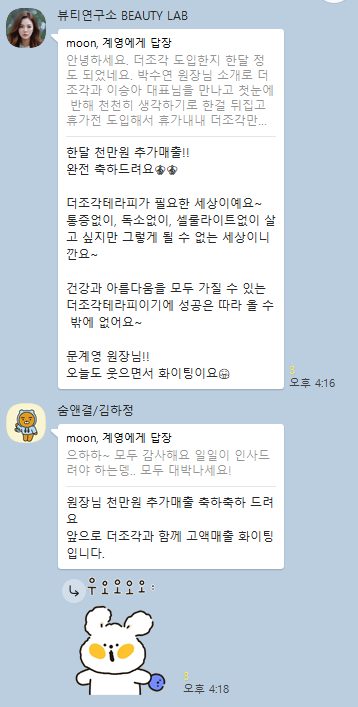 뷰티연구소 BEAUTY LAB
moon, 계영에게 답장
안녕하세요. 더조각 도입한지 한달 정
도 되었네요. 박수연 원장님 소개로 더
조각과 이승아 대표님을 만나고 첫눈에
반해 천천히 생각하기로 한걸 뒤집고
휴가전 도입해서 휴가내내 더조각만...
한달 천만원 추가매출!!
완전 축하드려요
더조각테라피가 필요한 세상이예요~
통증없이, 독소없이, 셀룰라이트없이 살
고 싶지만 그렇게 될 수 없는 세상이니
깐요~
건강과 아름다움을 모두 가질 수 있는
더조각테라피이기에 성공은 따라 올 수
밖에 없어요~
문계영 원장님!!
오늘도 웃으면서 화이팅이요
5
오후 4:16
숨앤결/김하정
moon, 계영에게 답장
으하하~ 모두 감사해요 일일이 인사드
려야 하는뎅.. 모두 대박나세요!
원장님 천만원 추가매출 축하축하 드려
요
앞으로 더조각과 함께 고액매출 화이팅
입니다.
우오오오오
5
오후 4:18